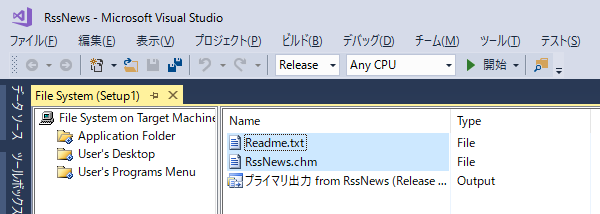 RssNews - Microsoft Visual Studio
ファイル(F) 編集(E) 表示(V) プロジェクト(P) ビルド(B) デバッグ(D) チーム(M) ツール(T) テスト(S)
Release Any CPU 開始
データ ソース
ツールボックス
File System (Setup1)
File System on Target Machine
Application Folder
User's Desktop
User's Programs Menu
Name Type
Readme.txt File
RssNews.chm File
プライマリ出力 from RssNews (Release ... Output